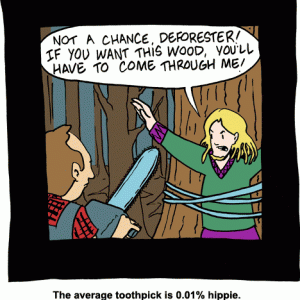 NOT A CHANCE, DEFORESTER!
IF YOU WANT THIS WOOD, YOU'LL
HAVE TO COME THROUGH ME!
The average toothpick is 0.01% hippie.